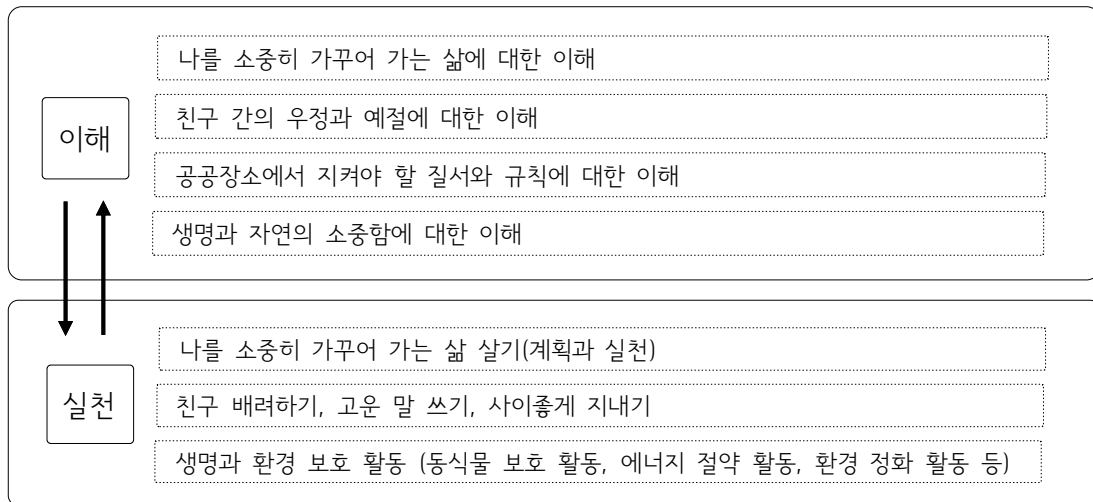 나를 소중히 가꾸어 가는 삶에 대한 이해
친구 간의 우정과 예절에 대한 이해
이해
공공장소에서 지켜야 할 질서와 규칙에 대한 이해
생명과 자연의 소중함에 대한 이해
나를 소중히 가꾸어 가는 삶 살기(계획과 실천)
실천
친구 배려하기, 고운 말 쓰기, 사이좋게 지내기
생명과 환경 보호 활동 (동식물 보호 활동, 에너지 절약 활동, 환경 정화 활동 등)